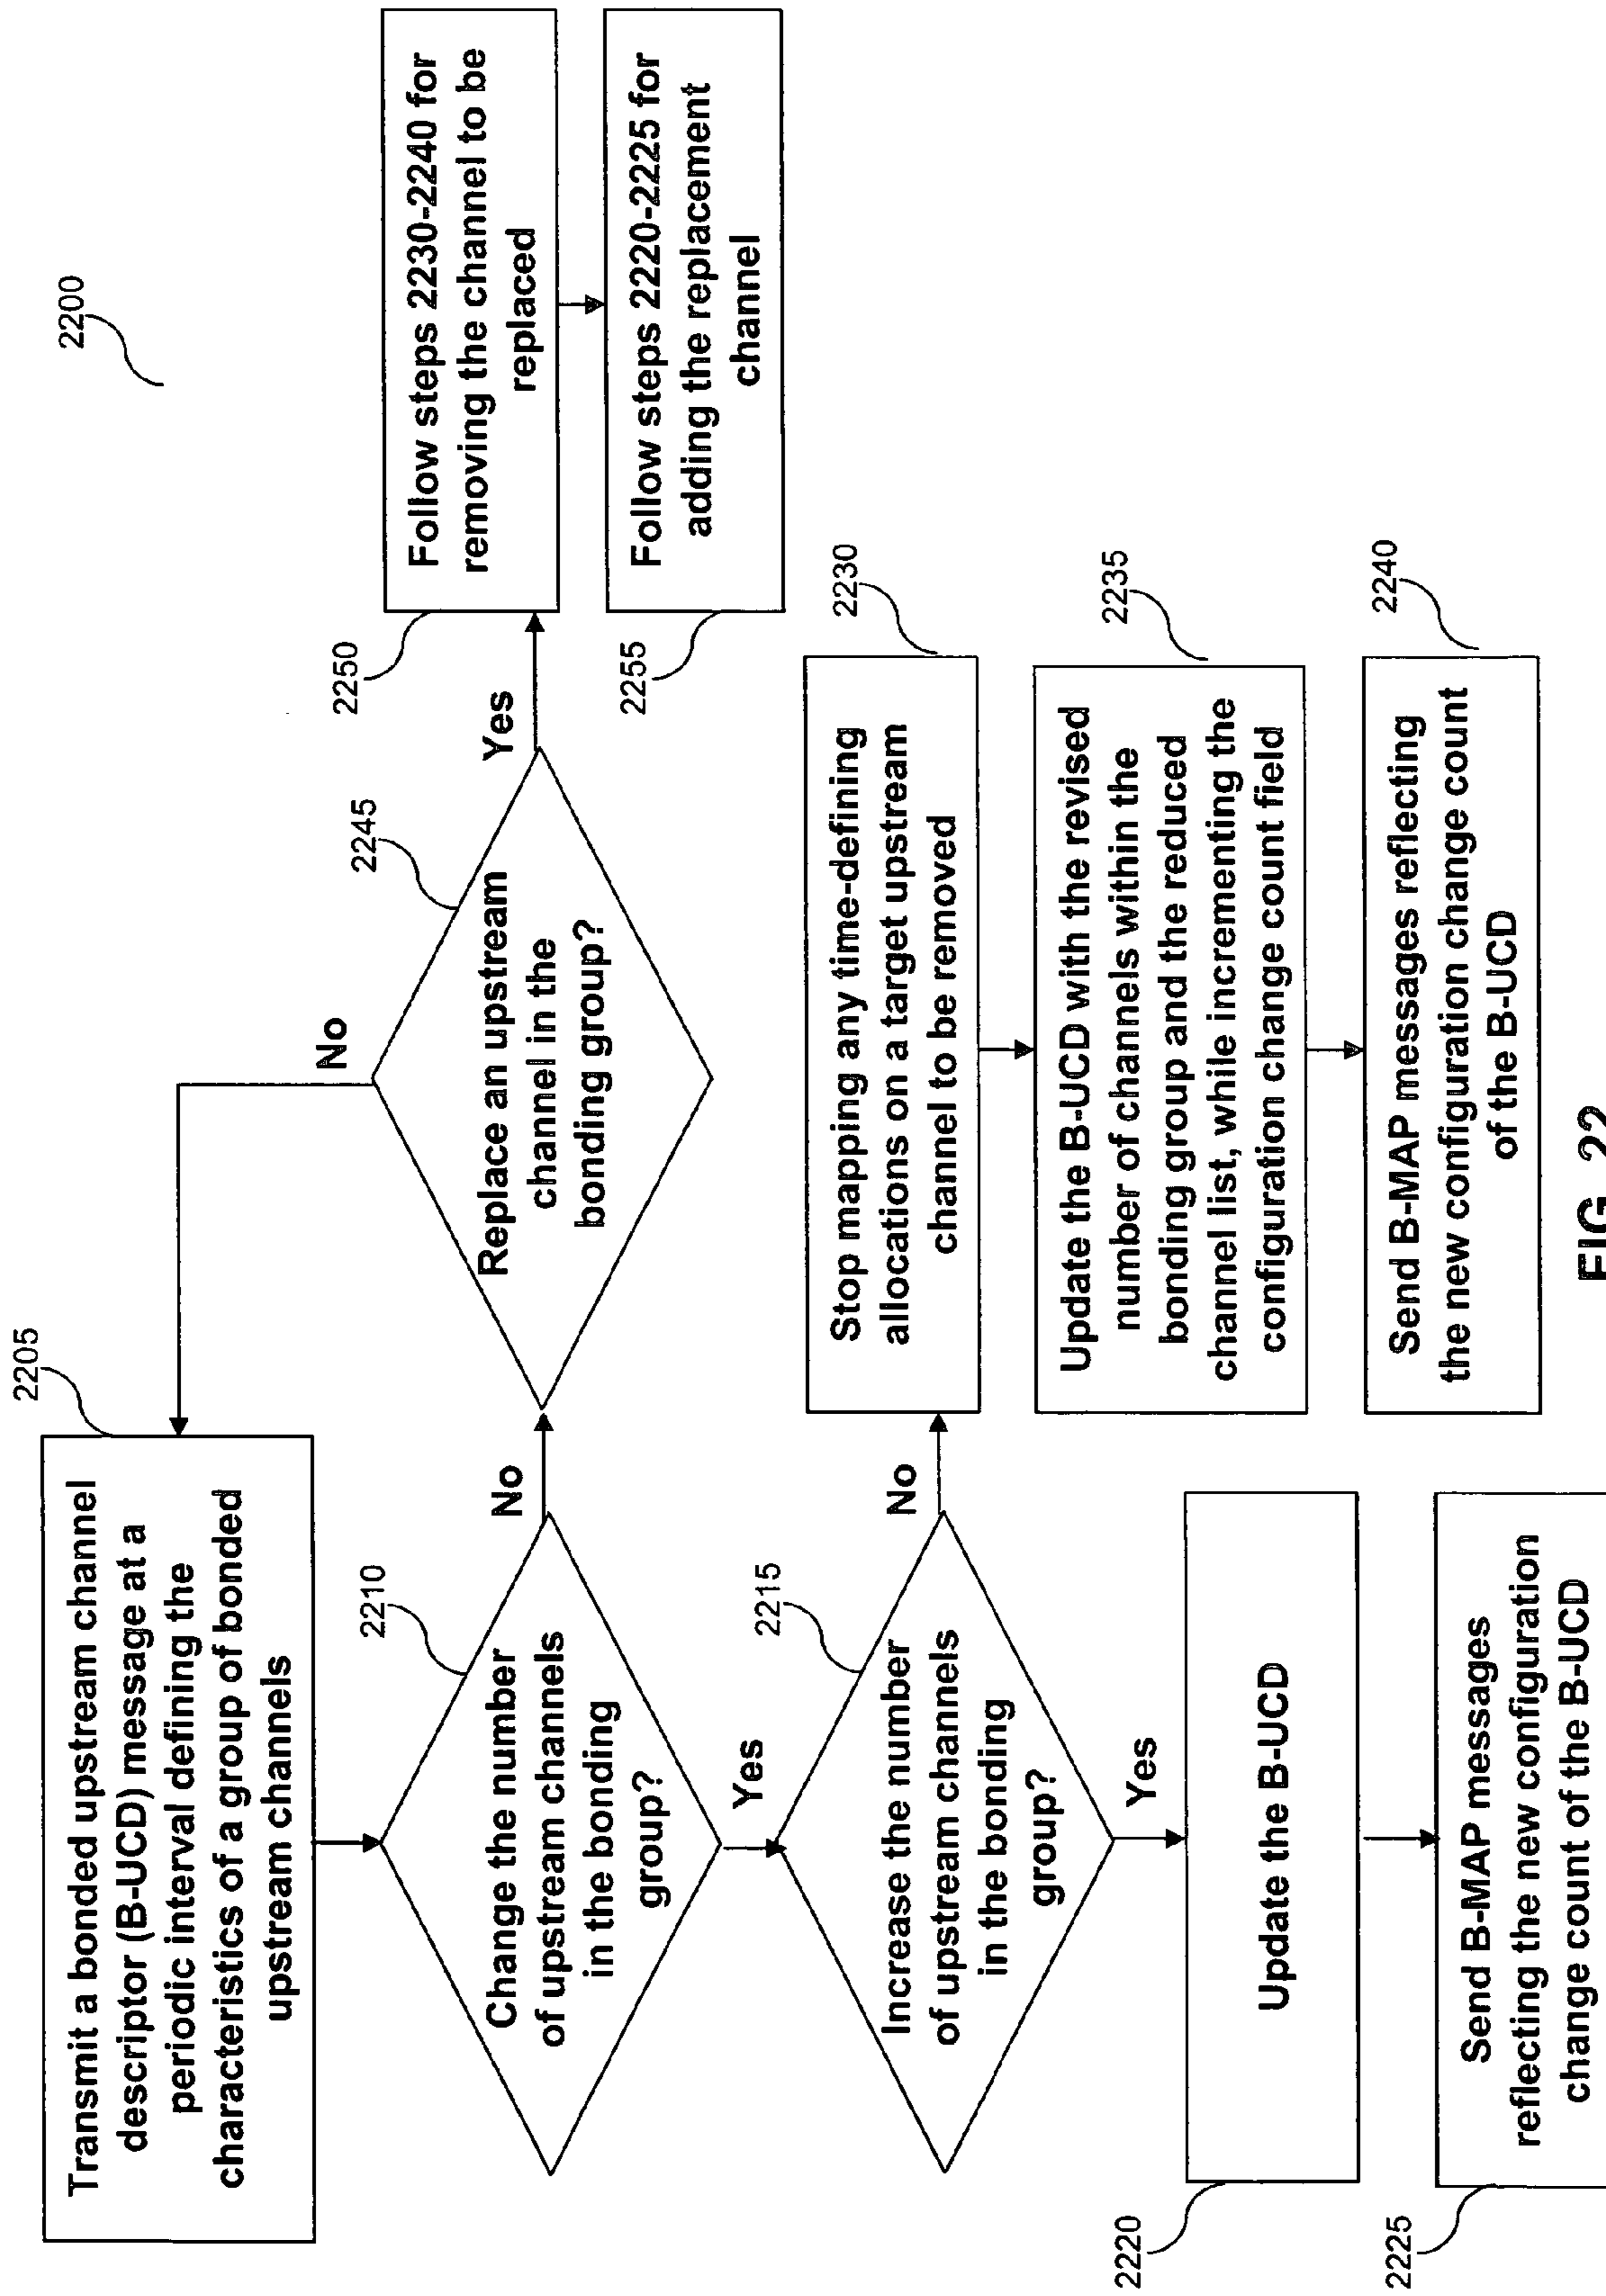 2200
2205
Transmit a bonded upstream channel
descriptor (B-UCD) message at a
periodic interval defining the
characteristics of a group of bonded
upstream channels
2210
Change the number
of upstream channels
in the bonding
group?
No
Yes
2245
Replace an upstream
channel in the
bonding group?
No
Yes
2250
Follow steps 2230-2240 for
removing the channel to be
replaced
2255
Follow steps 2220-2225 for
adding the replacement
channel
2215
Increase the number
of upstream channels
in the bonding
group?
No
Yes
2230
Stop mapping any time-defining
allocations on a target upstream
channel to be removed
2235
Update the B-UCD with the revised
number of channels within the
bonding group and the reduced
channel list, while incrementing the
configuration change count field
2240
Send B-MAP messages reflecting
the new configuration change count
of the B-UCD
2220
Update the B-UCD
2225
Send B-MAP messages
reflecting the new configuration
change count of the B-UCD
FIG. 22